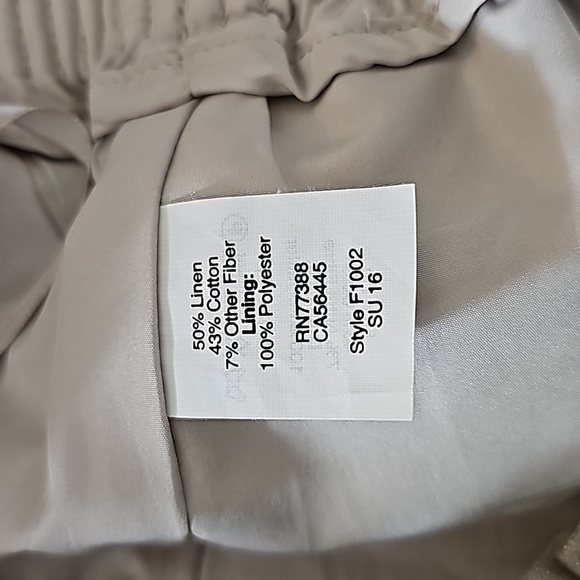 50% Linen
43% Cotton
7% Other Fiber
Lining:
100% Polyester
RN77388
CA56445
Style F1002
SU 16